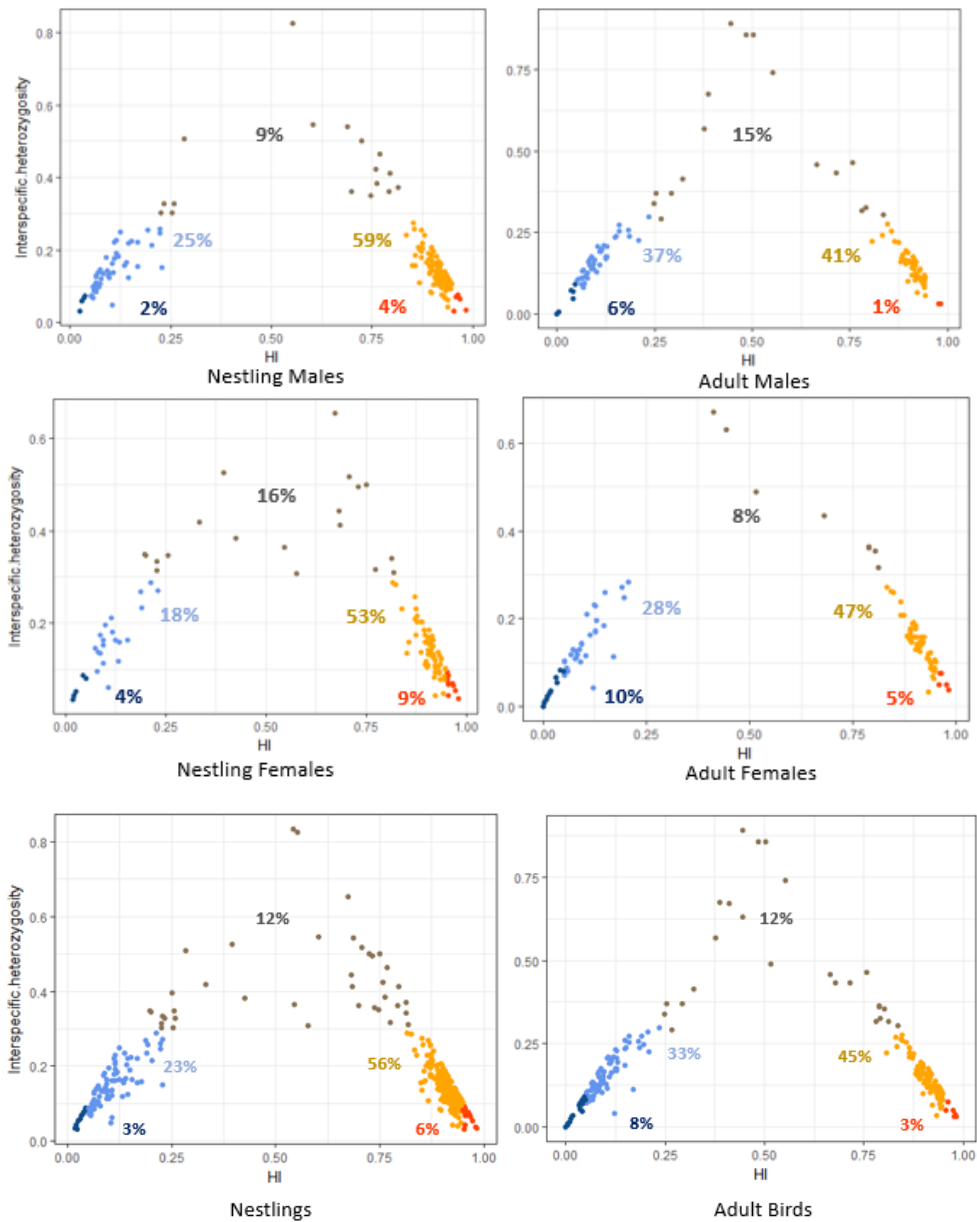 0.8
0.6
0.4
0.2
0.0
Interspecific.heterozygosity
9%
25%
59%
2%
4%
0.00 0.25 0.50 0.75 1.00
HI
Nestling Males
0.75
0.50
0.25
0.00
15%
37%
41%
6%
1%
0.00 0.25 0.50 0.75 1.00
HI
Adult Males
0.6
0.4
0.2
Interspecific.heterozygosity
16%
18%
53%
4%
9%
0.00 0.25 0.50 0.75 1.00
HI
Nestling Females
0.6
0.4
0.2
0.0
8%
28%
47%
10%
5%
0.00 0.25 0.50 0.75 1.00
HI
Adult Females
0.8
0.6
0.4
0.2
0.0
Interspecific.heterozygosity
12%
23%
56%
3%
6%
0.00 0.25 0.50 0.75 1.00
HI
Nestlings
0.75
0.50
0.25
0.00
12%
33%
45%
8%
3%
0.00 0.25 0.50 0.75 1.00
HI
Adult Birds